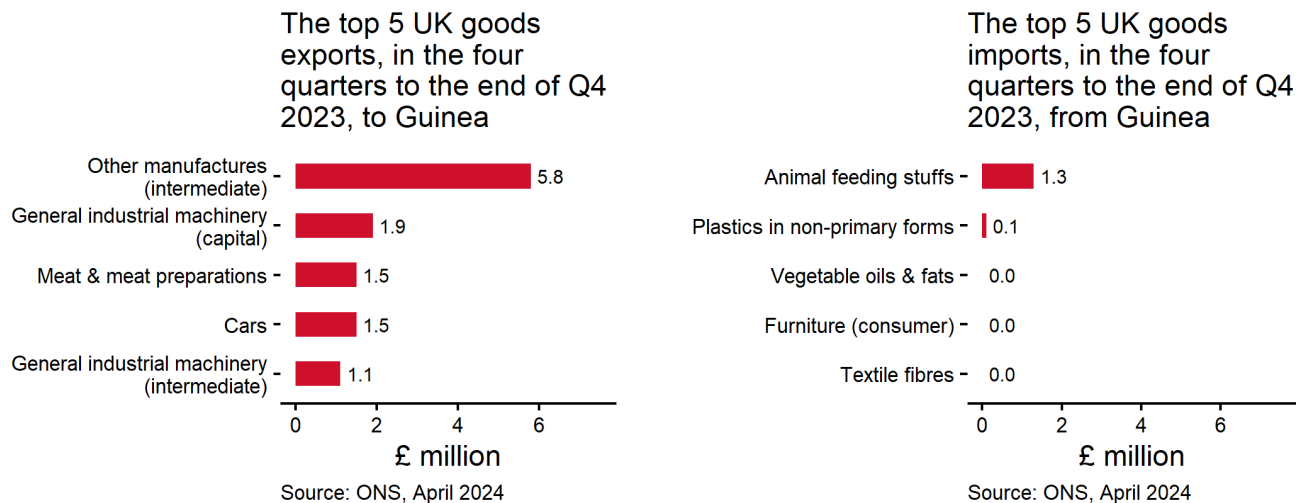 The top 5 UK goods
exports, in the four
quarters to the end of Q4
2023, to Guinea
Other manufactures
(intermediate)
5.8
General industrial machinery
(capital)
1.9
Meat & meat preparations
1.5
Cars
1.5
General industrial machinery
(intermediate)
1.1
0 2 4 6
£ million
Source: ONS, April 2024
The top 5 UK goods
imports, in the four
quarters to the end of Q4
2023, from Guinea
Animal feeding stuffs
1.3
Plastics in non-primary forms
0.1
Vegetable oils & fats
0.0
Furniture (consumer)
0.0
Textile fibres
0.0
0 2 4 6
£ million
Source: ONS, April 2024